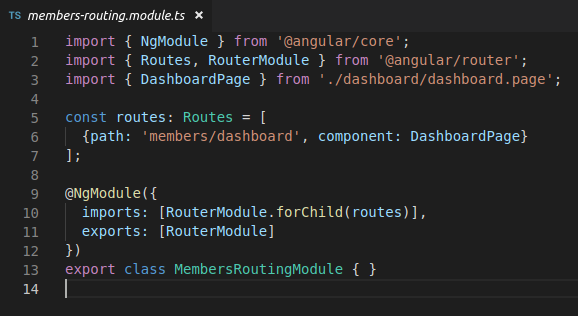 TS members-routing.module.ts ×
1 import { NgModule } from '@angular/core';
2 import { Routes, RouterModule } from '@angular/router';
3 import { DashboardPage } from './dashboard/dashboard.page';
4
5 const routes: Routes = [
6   {path: 'members/dashboard', component: DashboardPage}
7 ];
8
9 @NgModule({
10   imports: [RouterModule.forChild(routes)],
11   exports: [RouterModule]
12 })
13 export class MembersRoutingModule { }
14